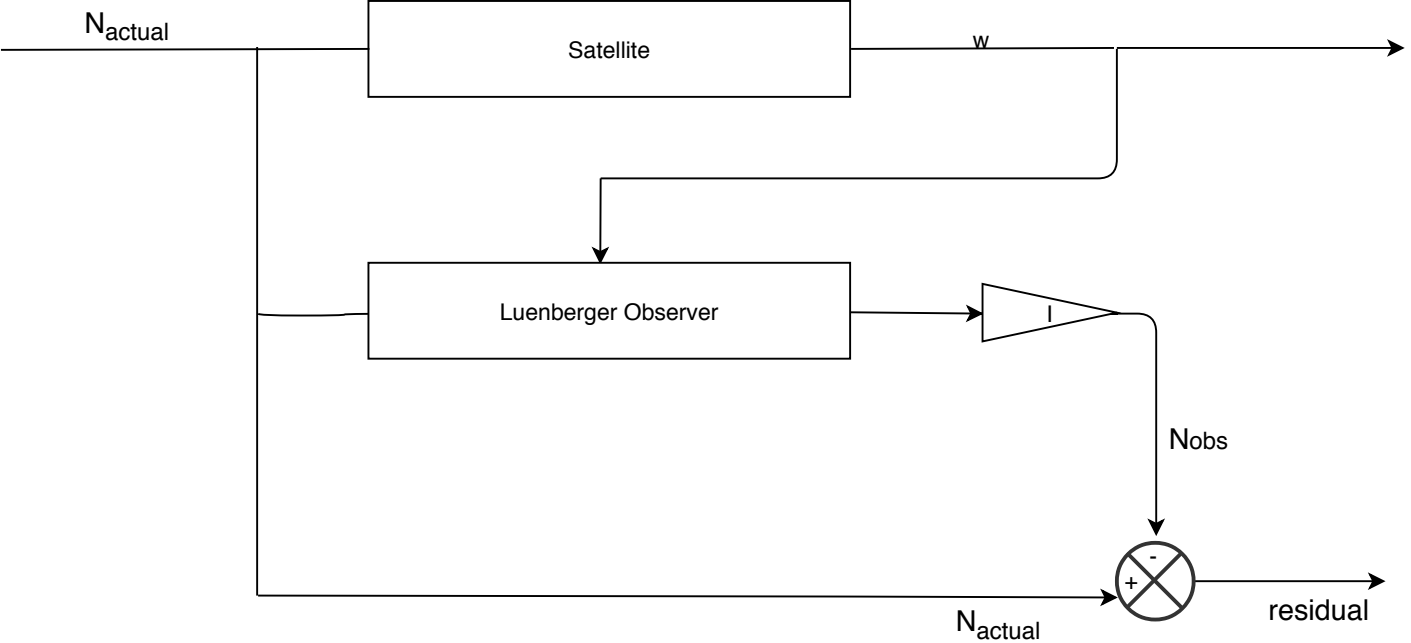 Nactual
Satellite
w
Luenberger Observer
I
Nobs
-
+
Nactual
residual